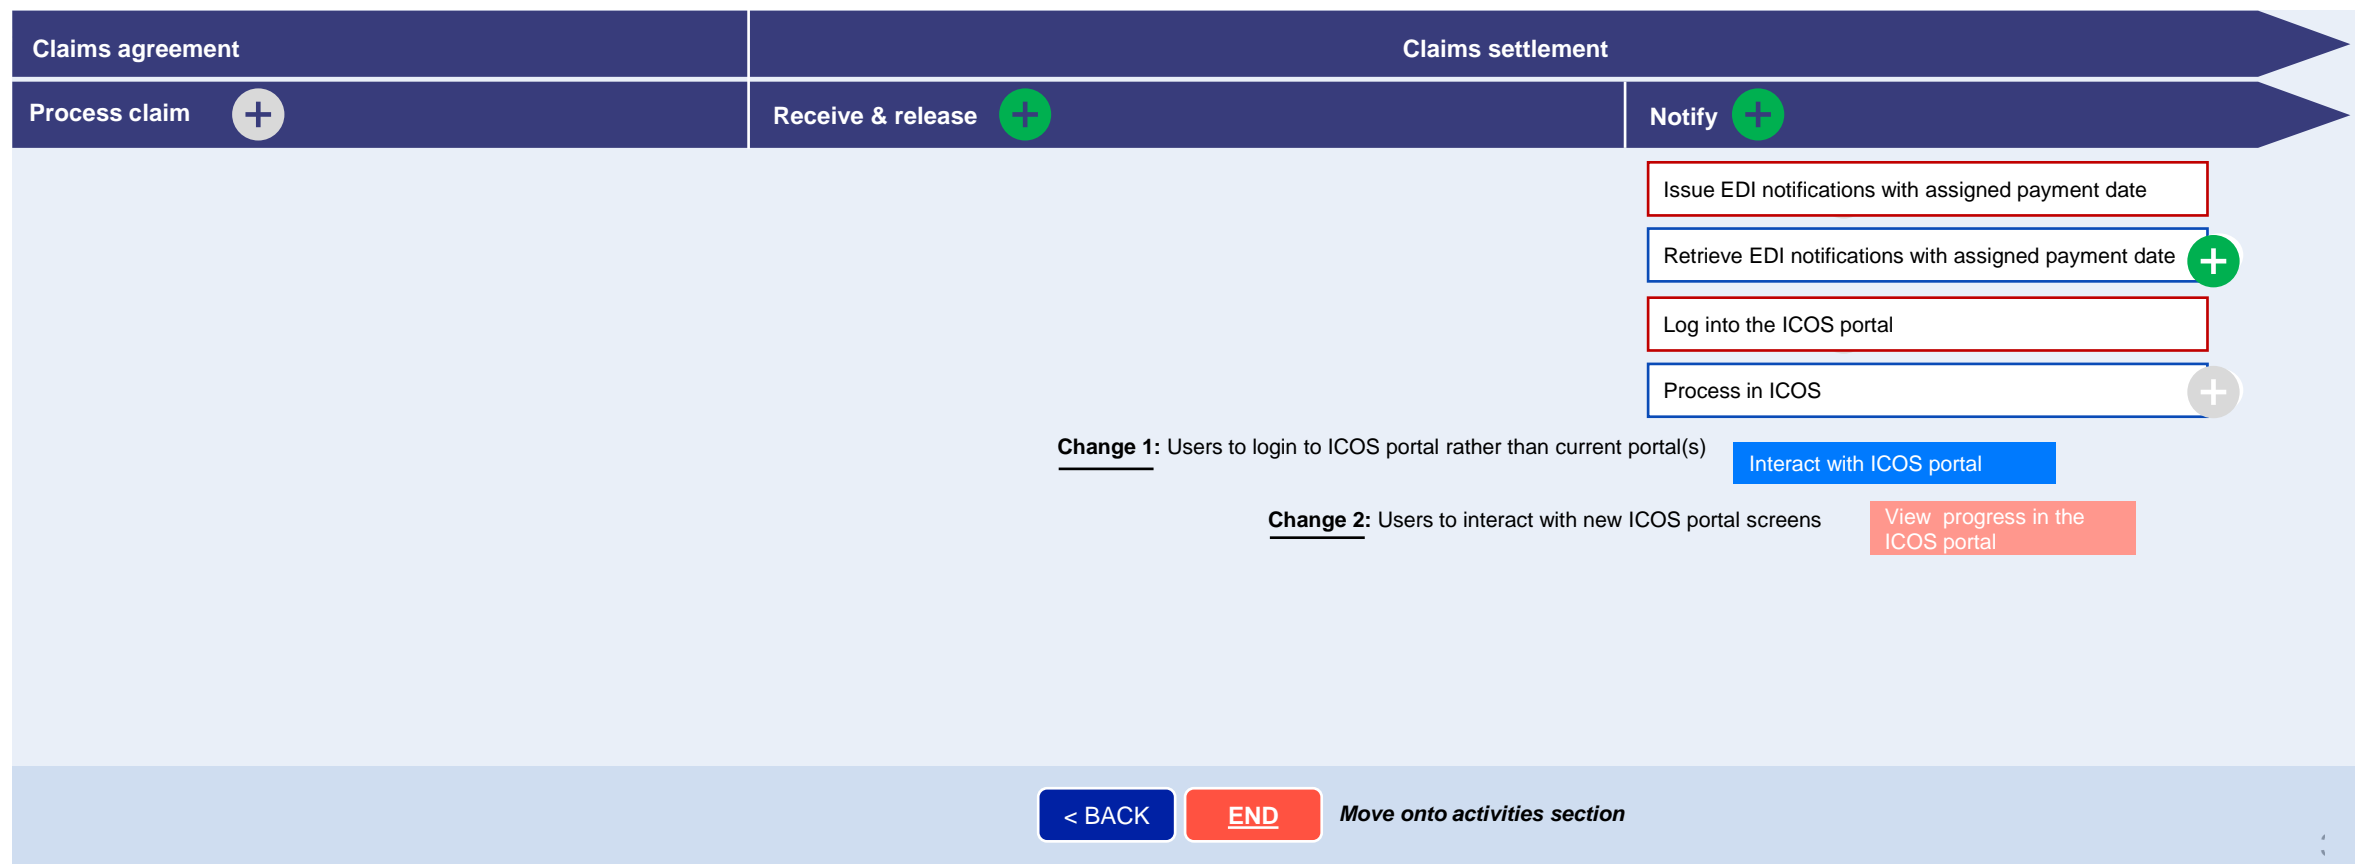 Claims agreement
Claims settlement
Process claim
Receive & release
Notify
Issue EDI notifications with assigned payment date
Retrieve EDI notifications with assigned payment date
Log into the ICOS portal
Process in ICOS
Change 1: Users to login to ICOS portal rather than current portal(s)
Interact with ICOS portal
Change 2: Users to interact with new ICOS portal screens
View progress in the
ICOS portal
< BACK
END
Move onto activities section